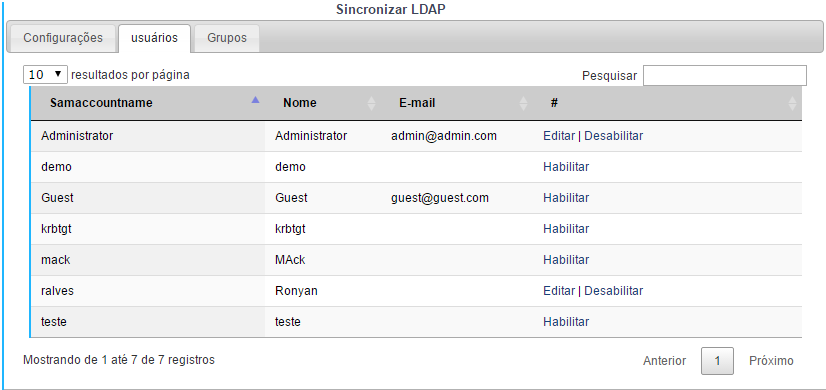 Sincronizar LDAP
Configurações usuários Grupos
10 resultados por página Pesquisar
Samaccountname Nome E-mail #
Administrator Administrator admin@admin.com Editar | Desabilitar
demo demo Habilitar
Guest Guest guest@guest.com Habilitar
krbtgt krbtgt Habilitar
mack MAck Habilitar
ralves Ronyan Editar | Desabilitar
teste teste Habilitar
Mostrando de 1 até 7 de 7 registros Anterior 1 Próximo